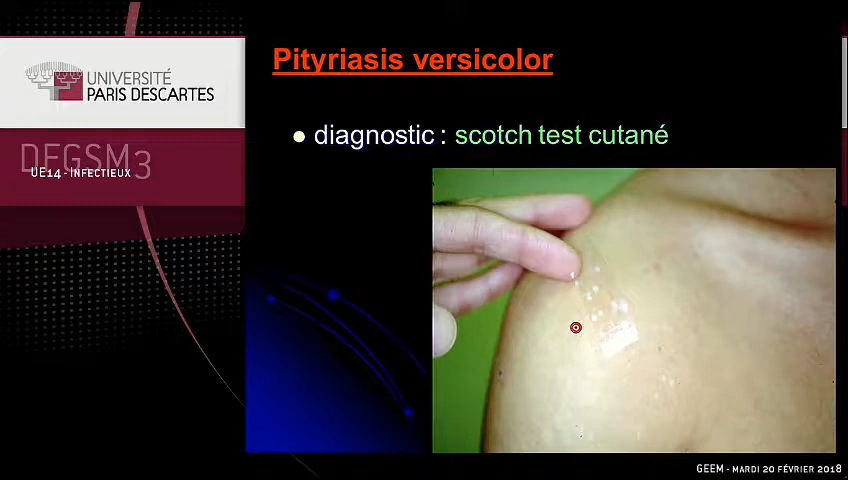 Pityriasis versicolor
UNIVERSITÉ
PARIS DESCARTES
diagnostic : scotch test cutané
DFGSM3
UE14 - INFECTIEUX
GEEM - MARDI 20 FÉVRIER 2018